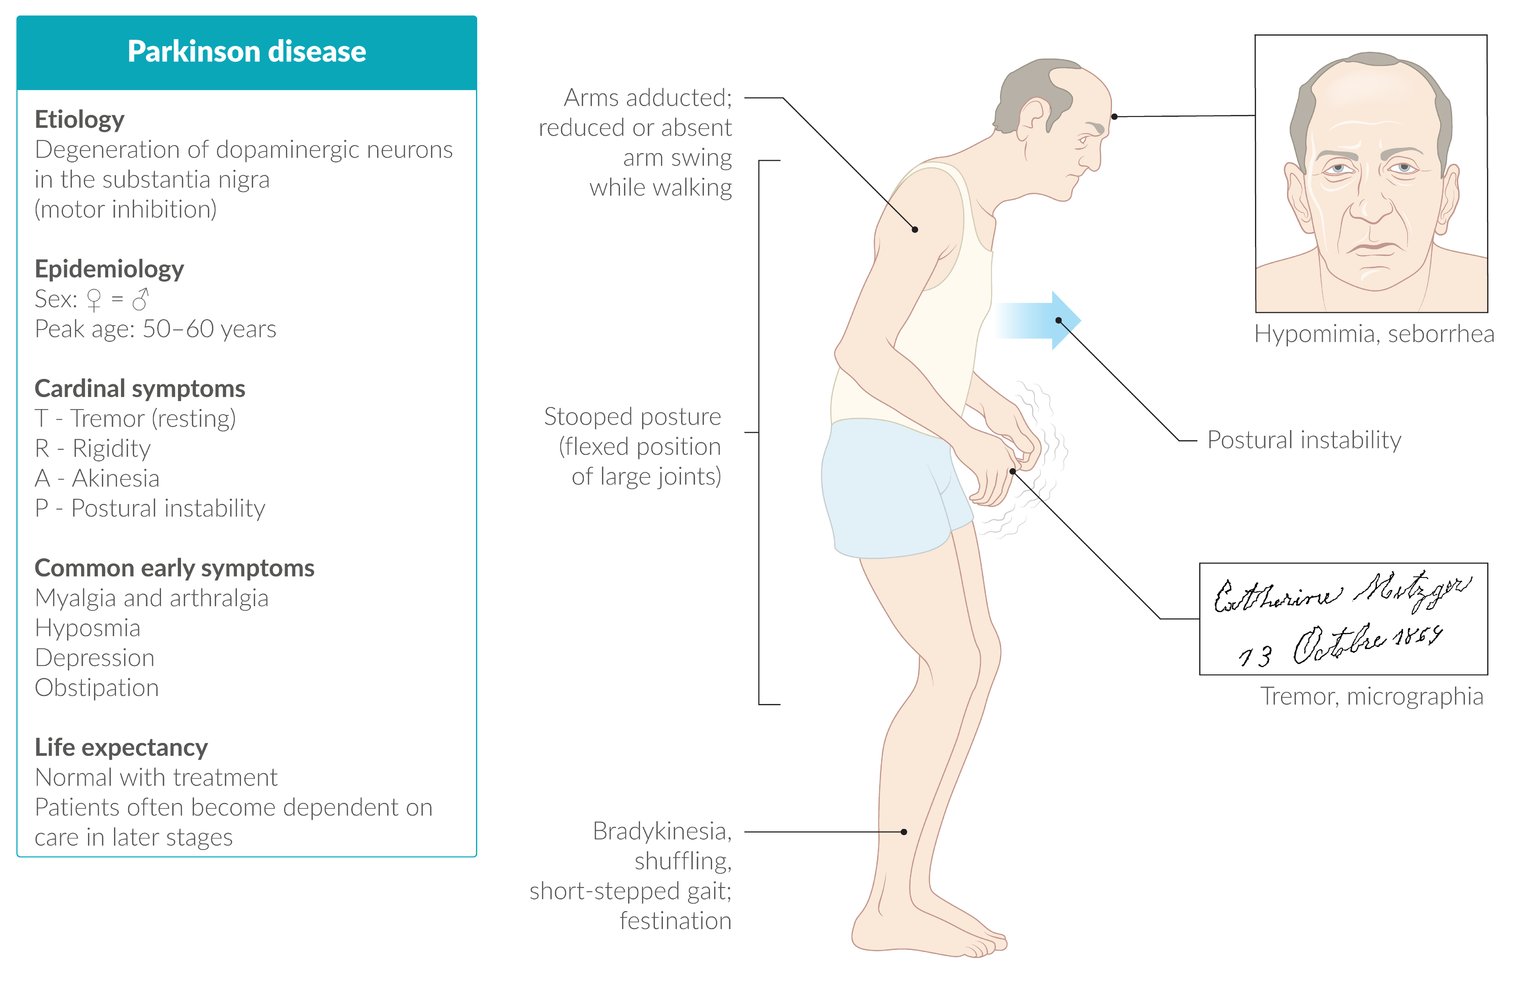 Parkinson disease
Etiology
Degeneration of dopaminergic neurons
in the substantia nigra
(motor inhibition)
Epidemiology
Sex: ♀ = ♂
Peak age: 50–60 years
Cardinal symptoms
T - Tremor (resting)
R - Rigidity
A - Akinesia
P - Postural instability
Common early symptoms
Myalgia and arthralgia
Hyposmia
Depression
Obstipation
Life expectancy
Normal with treatment
Patients often become dependent on
care in later stages
Arms adducted;
reduced or absent
arm swing
while walking
Stooped posture
(flexed position
of large joints)
Bradykinesia,
shuffling,
short-stepped gait;
festination
Hypomimia, seborrhea
Postural instability
Catherine Metzger
13 Octobre 1869
Tremor, micrographia